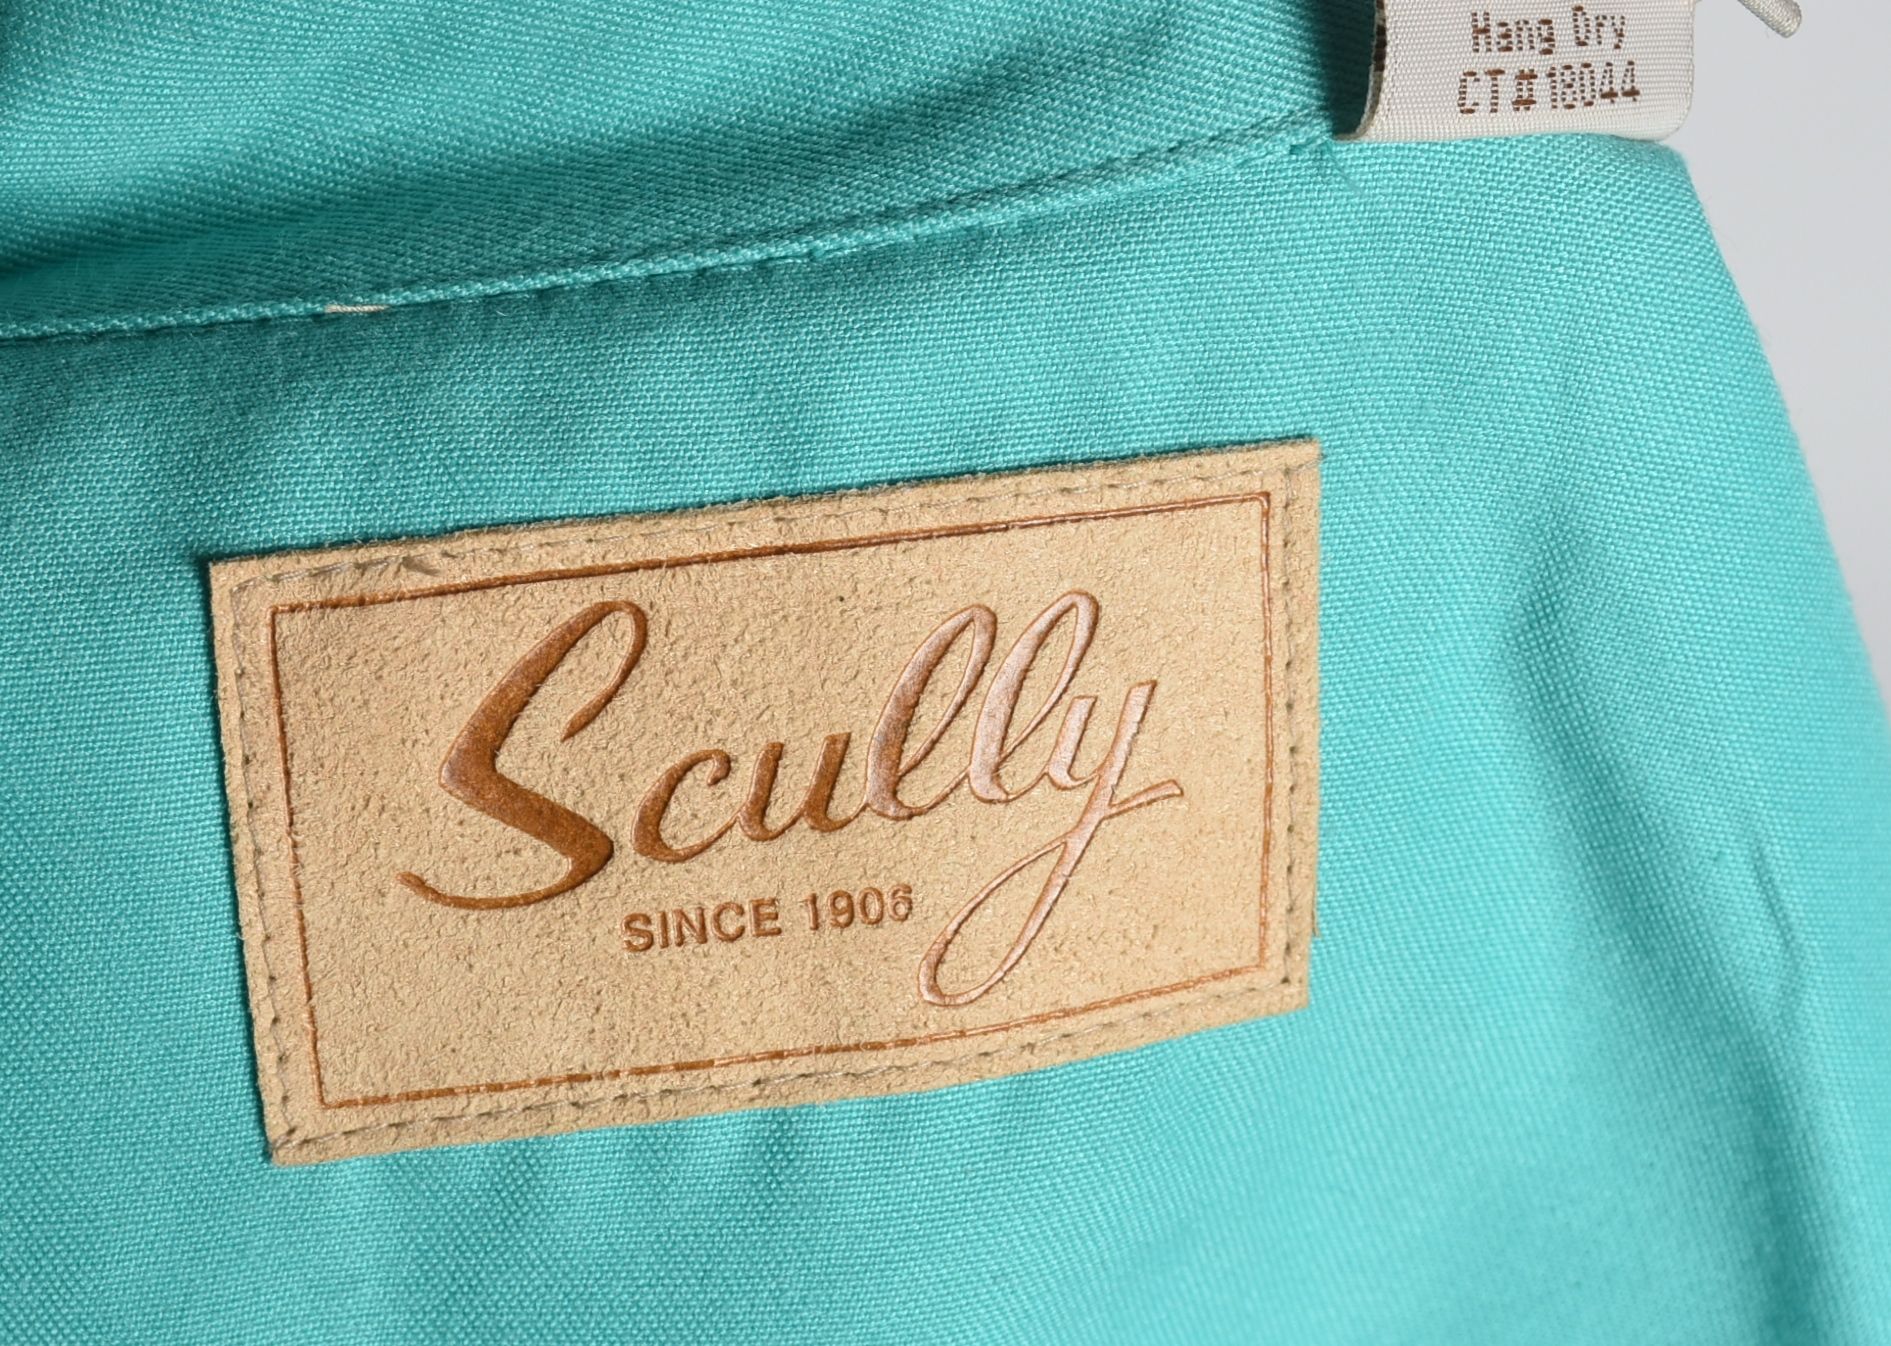 Hang Dry
CT#18044
Scully
SINCE 1906